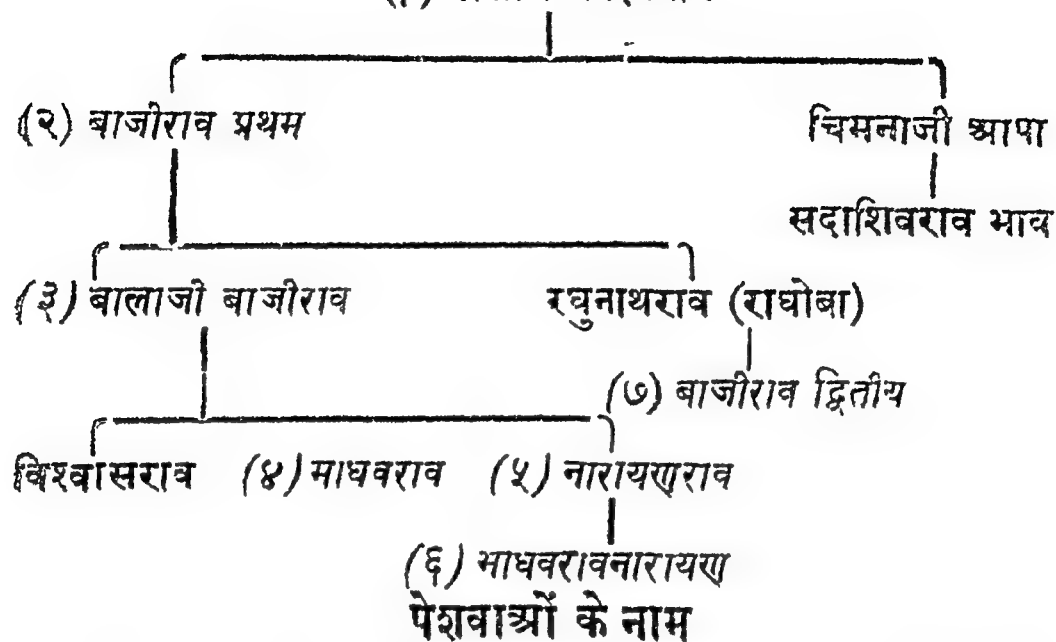 (२) बाजीराव प्रथम चिमनाजी आपा
सदाशिवराव भाव
(३) बालाजी बाजीराव रघुनाथराव (राघोबा)
(७) बाजीराव द्वितीय
विश्वासराव (४) माधवराव (५) नारायणराव
(६) माधवरावनारायण
पेशवाओं के नाम